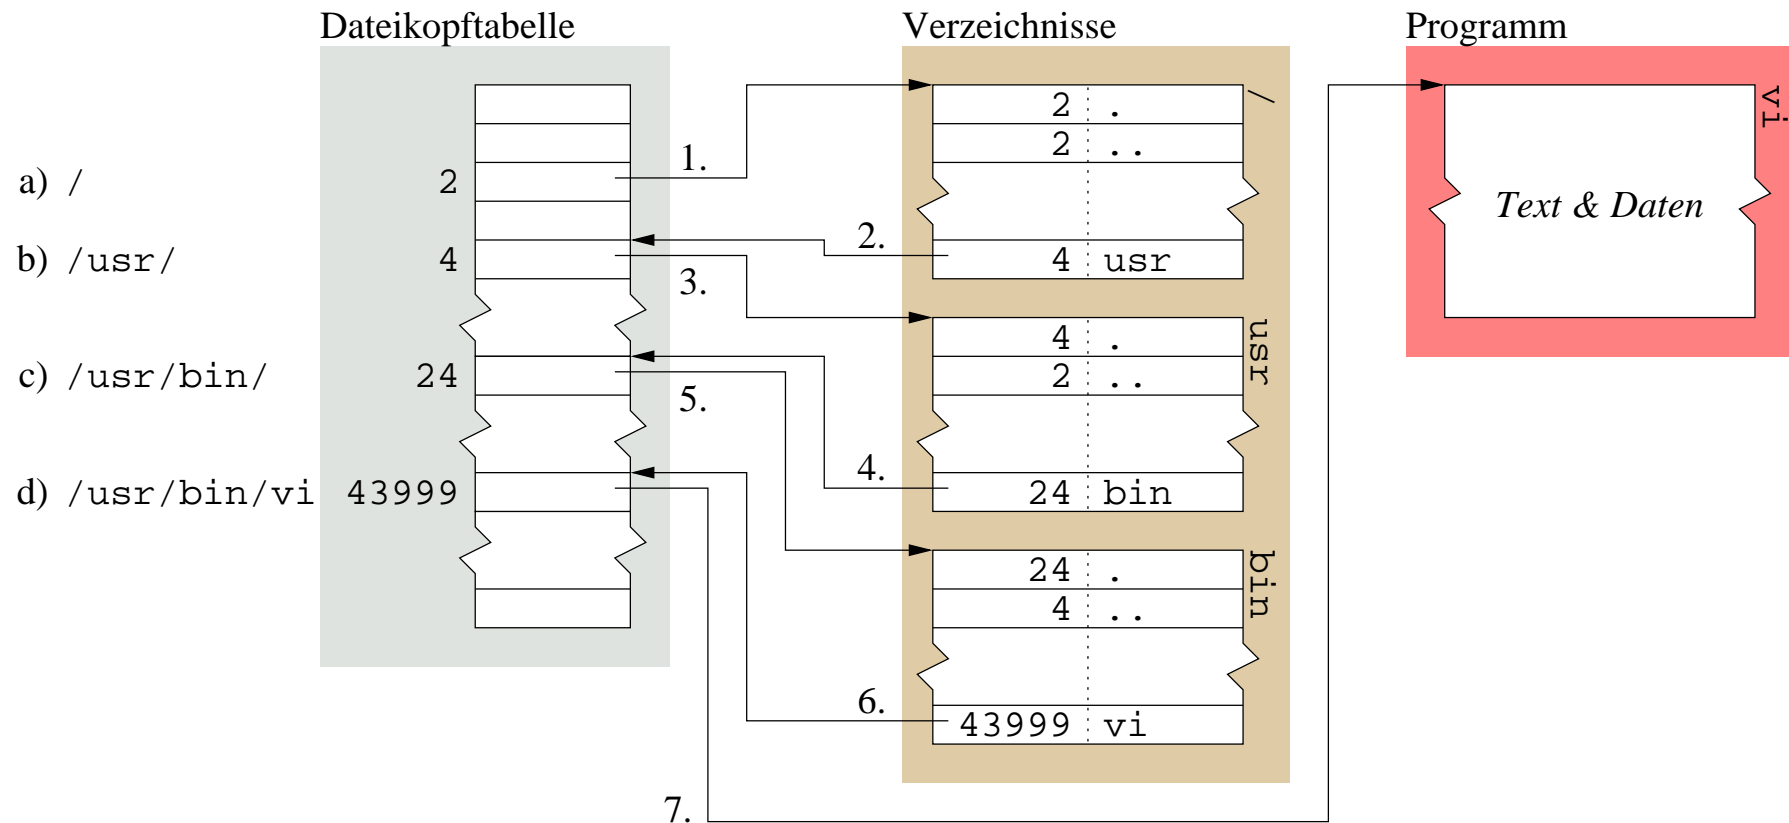 Dateikopftabelle
Verzeichnisse
Programm
2 .
/
vi
1.
2 ..
a) /
2
Text & Daten
2.
b) /usr/
4
4 usr
3.
4 .
usr
c) /usr/bin/
24
2 ..
5.
4.
d) /usr/bin/vi
43999
24 bin
24 .
bin
4 ..
6.
43999 vi
7.